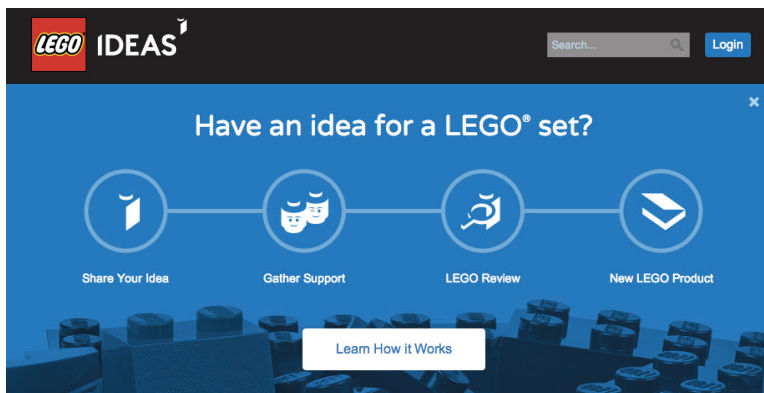 LEGO IDEAS
Search...
Login
Have an idea for a LEGO® set?
Share Your Idea
Gather Support
LEGO Review
New LEGO Product
Learn How it Works